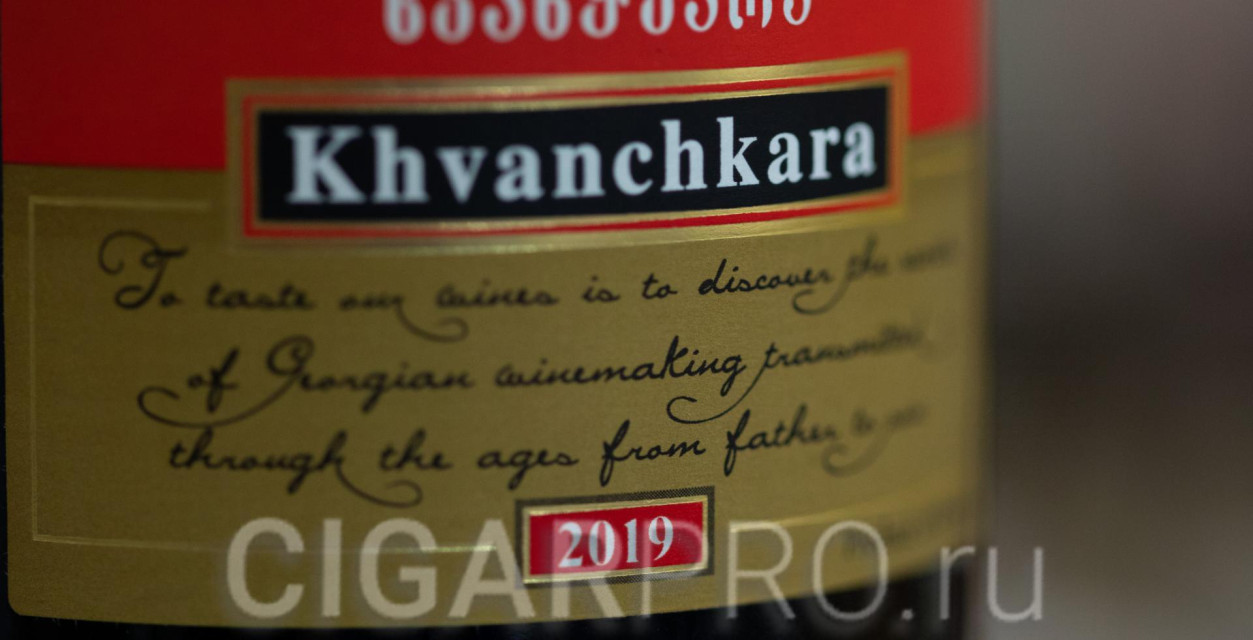 Khvanchkara
To taste our wines is to discover the
of Georgian winemaking
through the ages from father to
2019
CIGARPRO.ru